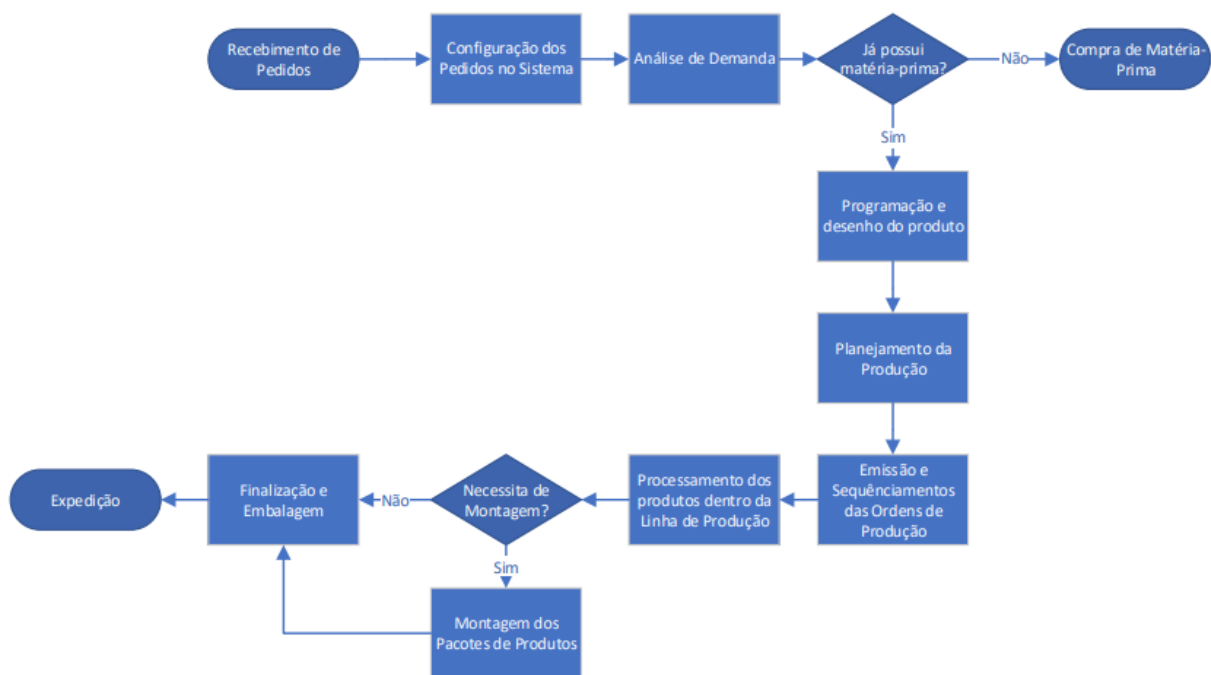 Recebimento de
Pedidos
Configuração dos
Pedidos no Sistema
Análise de Demanda
Já possui
matéria-prima?
Não
Compra de Matéria-
Prima
Sim
Programação e
desenho do produto
Planejamento da
Produção
Emissão e
Sequênciamentos
das Ordens de
Produção
Processamento dos
produtos dentro da
Linha de Produção
Necessita de
Montagem?
Não
Finalização e
Embalagem
Expedição
Sim
Montagem dos
Pacotes de Produtos